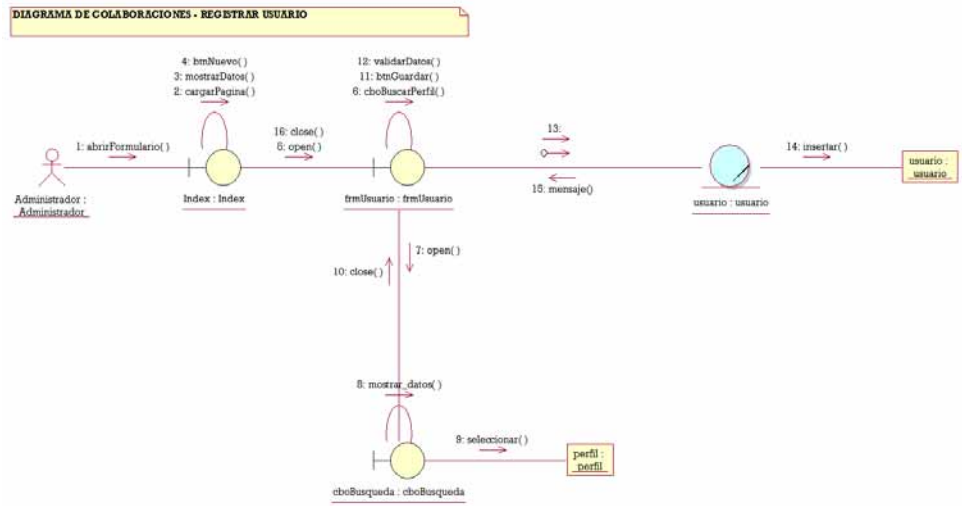 DIAGRAMA DE COLABORACIONES - REGISTRAR USUARIO
4: btnNuevo( )
3: mostrarDatos( )
2: cargarPagina( )
12: validarDatos( )
11: btnGuardar( )
6: cboBuscarPerfil( )
1: abrirFormulario( )
16: close( )
5: open( )
13:
15: mensaje()
14: insertar( )
Administrador :
Administrador
Index : Index
frmUsuario : frmUsuario
usuario : usuario
usuario :
usuario
7: open( )
10: close( )
8: mostrar_datos( )
9: seleccionar( )
perfil :
perfil
cboBusqueda : cboBusqueda